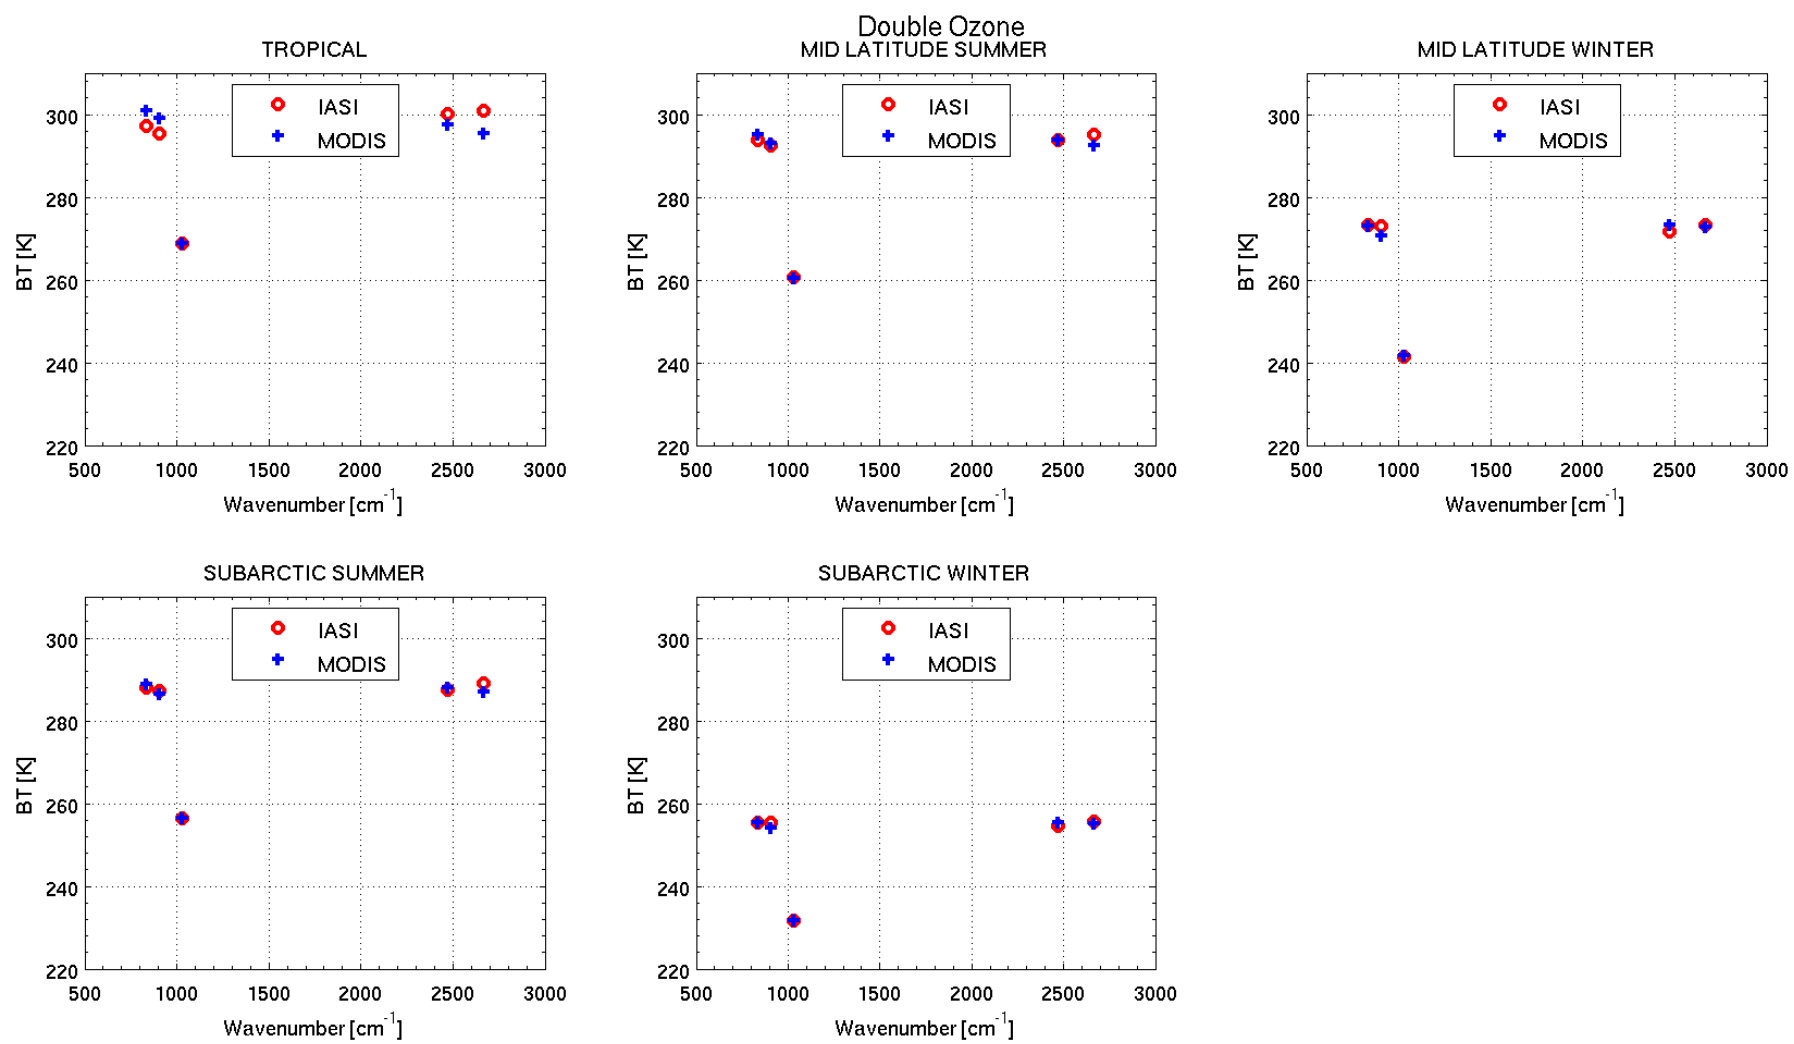 Double Ozone
TROPICAL
IASI
MODIS
300
280
260
240
220
BT [K]
500 1000 1500 2000 2500 3000
Wavenumber [cm-1]
MID LATITUDE SUMMER
IASI
MODIS
300
280
260
240
220
BT [K]
500 1000 1500 2000 2500 3000
Wavenumber [cm-1]
MID LATITUDE WINTER
IASI
MODIS
300
280
260
240
220
BT [K]
500 1000 1500 2000 2500 3000
Wavenumber [cm-1]
SUBARCTIC SUMMER
IASI
MODIS
300
280
260
240
220
BT [K]
500 1000 1500 2000 2500 3000
Wavenumber [cm-1]
SUBARCTIC WINTER
IASI
MODIS
300
280
260
240
220
BT [K]
500 1000 1500 2000 2500 3000
Wavenumber [cm-1]